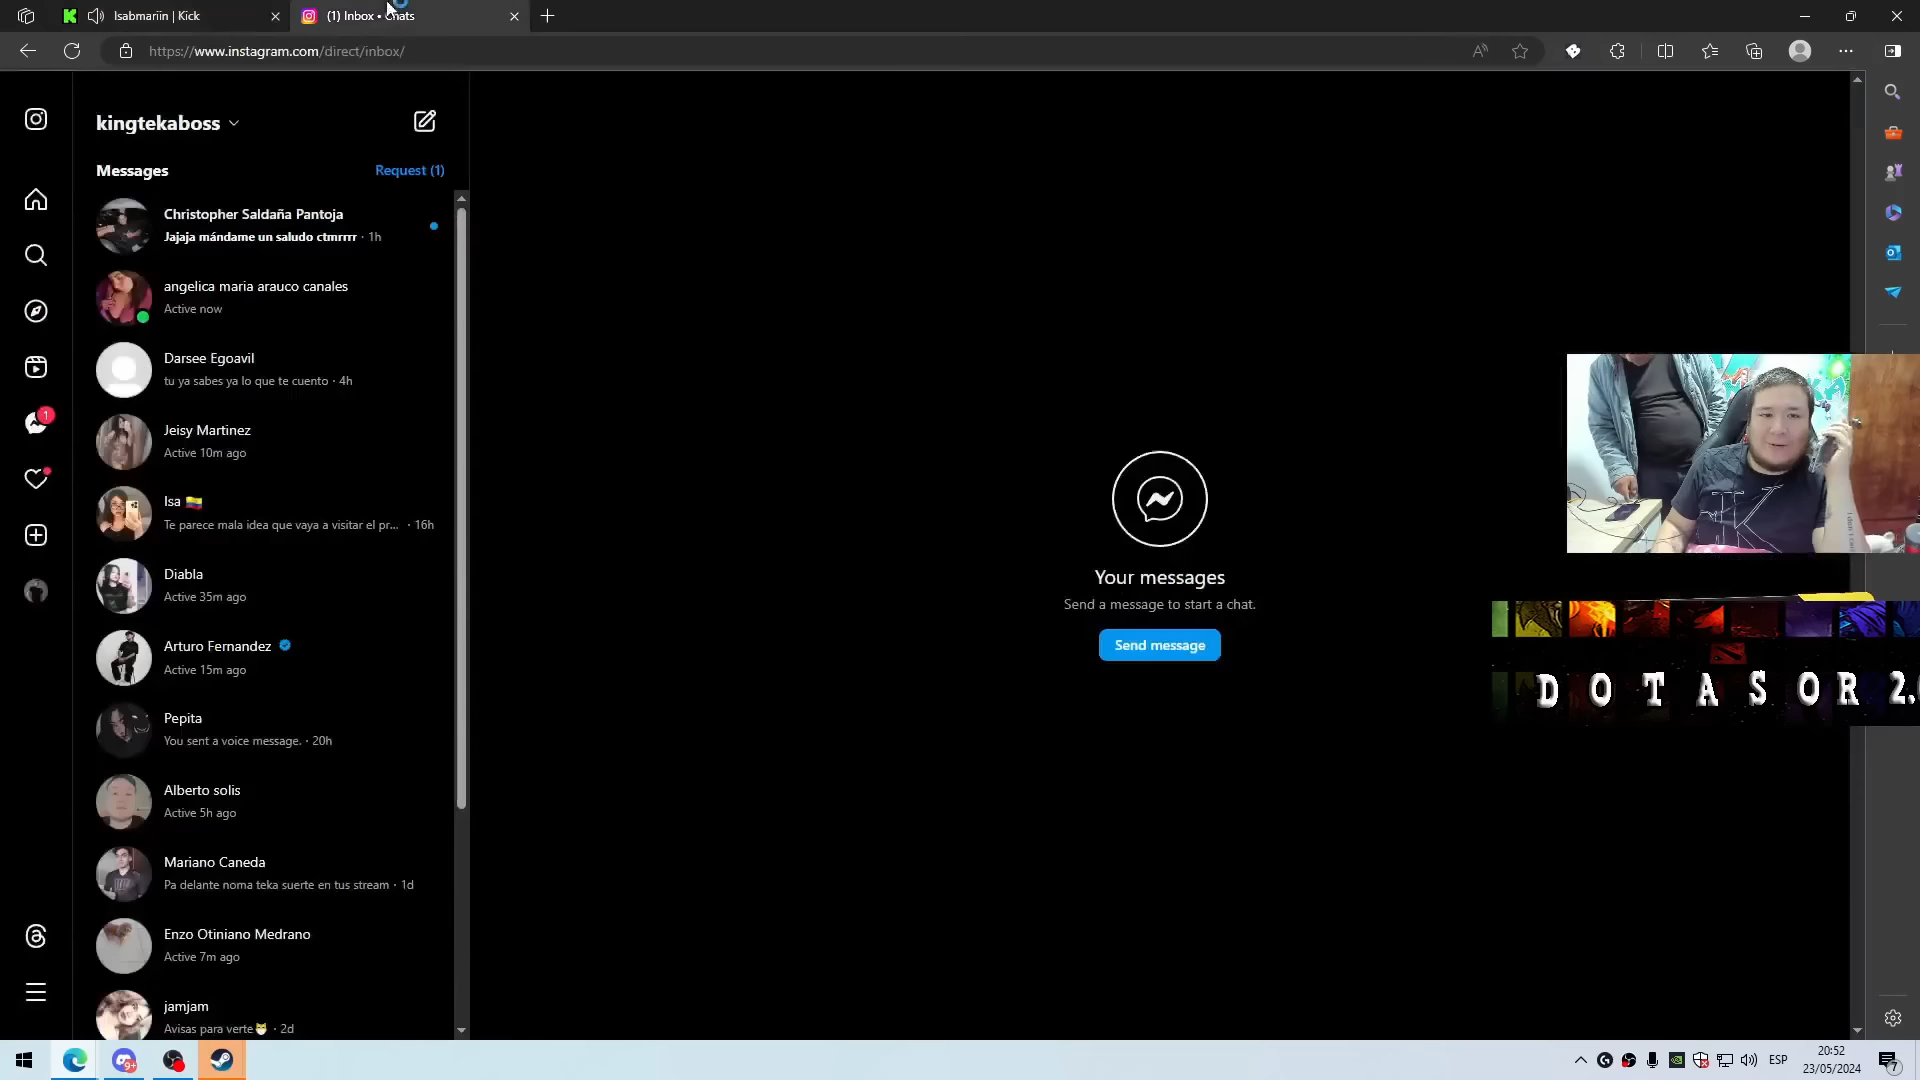 Isabmariin | Kick
(1) Inbox • Chats
https://www.instagram.com/direct/inbox/
kingtekaboss
Messages
Request (1)
Christopher Saldaña Pantoja
Jajaja mándame un saludo ctmrrrr · 1h
angelica maria arauco canales
Active now
Darsee Egoavil
tu ya sabes ya lo que te cuento · 4h
Jeisy Martinez
Active 10m ago
1
Isa 🇪🇨
Te parece mala idea que vaya a visitar el pr... · 16h
Diabla
Active 35m ago
Arturo Fernandez
Active 15m ago
Pepita
You sent a voice message. · 20h
Alberto solis
Active 5h ago
Mariano Caneda
Pa delante noma teka suerte en tus stream · 1d
Enzo Otiniano Medrano
Active 7m ago
jamjam
Avisas para verte🐱 · 2d
Your messages
Send a message to start a chat.
Send message
DOTASOR 2.
9+
ESP
20:52
23/05/2024
7